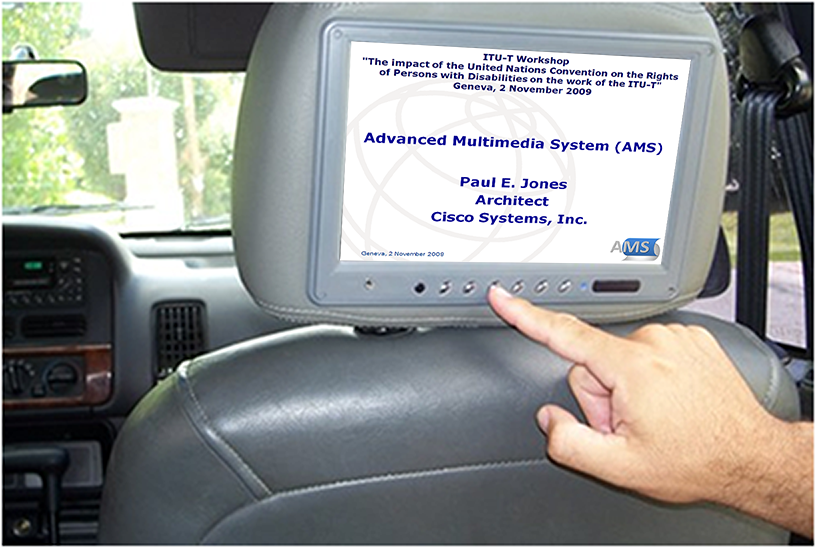 ITU-T Workshop
"The impact of the United Nations Convention on the Rights
of Persons with Disabilities on the work of the ITU-T"
Geneva, 2 November 2009
Advanced Multimedia System (AMS)
Paul E. Jones
Architect
Cisco Systems, Inc.
Geneva, 2 November 2009
AMS